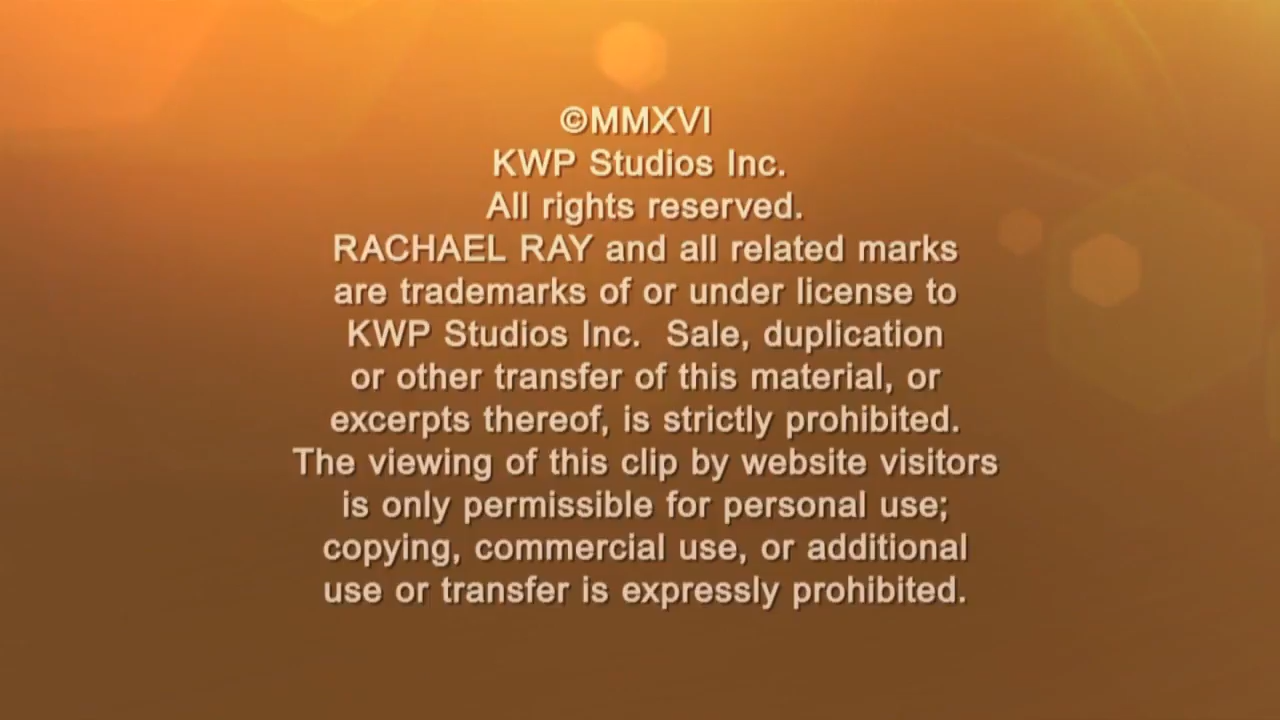 ©MMXVI
KWP Studios Inc.
All rights reserved.
RACHAEL RAY and all related marks
are trademarks of or under license to
KWP Studios Inc.  Sale, duplication
or other transfer of this material, or
excerpts thereof, is strictly prohibited.
The viewing of this clip by website visitors
is only permissible for personal use;
copying, commercial use, or additional
use or transfer is expressly prohibited.